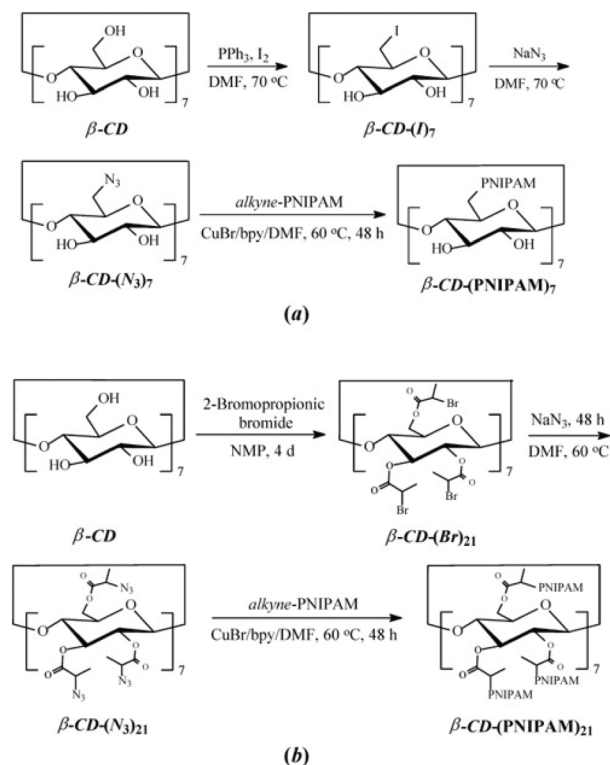 OH
O
O
HO
OH
7
β-CD
PPh₃, I₂
DMF, 70 °C
I
O
O
HO
OH
7
β-CD-(I)₇
NaN₃
DMF, 70 °C
N₃
O
O
HO
OH
7
β-CD-(N₃)₇
alkyne-PNIPAM
CuBr/bpy/DMF, 60 °C, 48 h
PNIPAM
O
O
HO
OH
7
β-CD-(PNIPAM)₇
(a)
OH
O
O
HO
OH
7
β-CD
2-Bromopropionic
bromide
NMP, 4 d
O
Br
O
O
O
O
O
O
O
Br
Br
7
β-CD-(Br)₂₁
NaN₃, 48 h
DMF, 60 °C
O
N₃
O
O
O
O
O
O
O
N₃
N₃
7
β-CD-(N₃)₂₁
alkyne-PNIPAM
CuBr/bpy/DMF, 60 °C, 48 h
O
PNIPAM
O
O
O
O
O
O
O
PNIPAM
PNIPAM
7
β-CD-(PNIPAM)₂₁
(b)